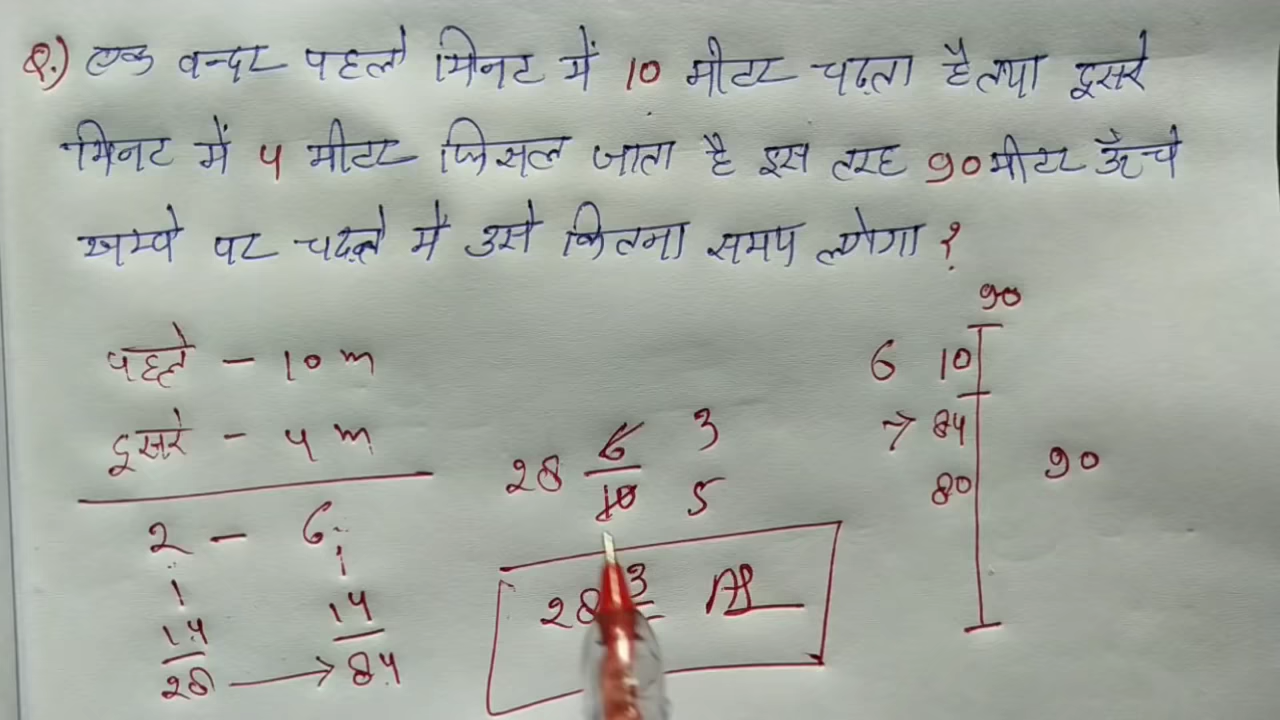 Q.) एक बन्दर पहले मिनट में 10 मीटर चढ़ता है तथा दूसरे
मिनट में 4 मीटर फिसल जाता है इस तरह 90 मीटर ऊँचे
खम्वे पर चढ़ने में उसे कितना समय लगेगा ?
पहले - 10 m
दूसरे - 4 m
2 - 6
14 14
28 → 84
28 6/10 3
5
28 3
90
6 10
→ 84
80
90